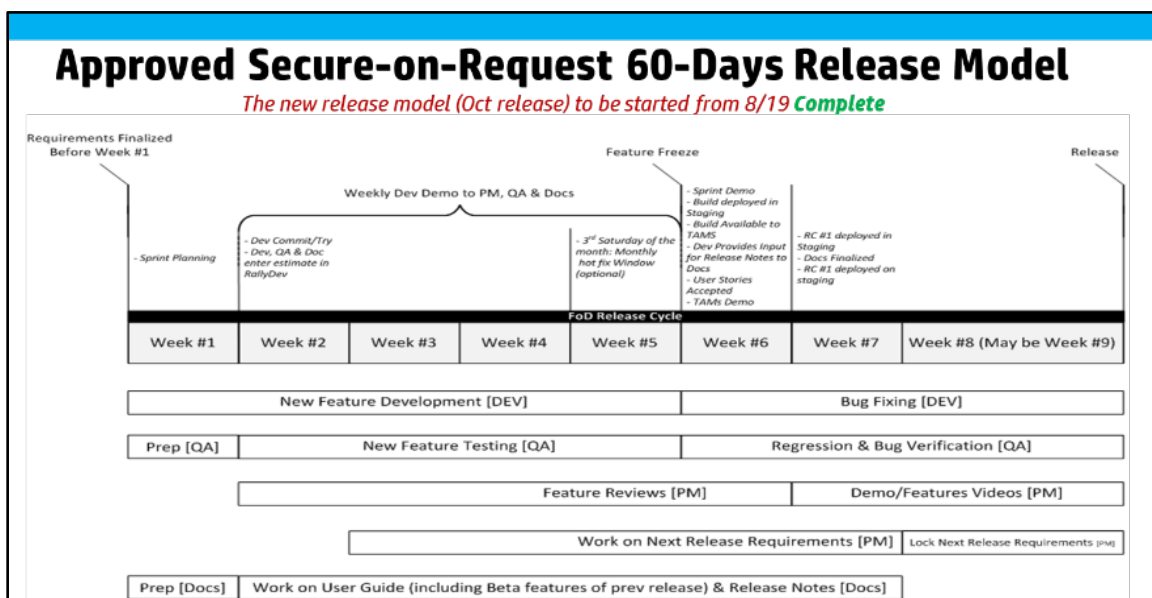 Approved Secure-on-Request 60-Days Release Model
The new release model (Oct release) to be started from 8/19 Complete
Requirements Finalized
Before Week #1
Feature Freeze
Release
Weekly Dev Demo to PM, QA & Docs
- Sprint Planning
- Dev Commit/Try
- Dev, QA & Doc
enter estimate in
RallyDev
- 3rd Saturday of the
month: Monthly
hot fix Window
(optional)
- Sprint Demo
- Build deployed in
Staging
- Build Available to
TAMS
- Dev Provides Input
for Release Notes to
Docs
- User Stories
Accepted
- TAMs Demo
- RC #1 deployed in
Staging
- Docs Finalized
- RC #1 deployed on
staging
FoD Release Cycle
Week #1
Week #2
Week #3
Week #4
Week #5
Week #6
Week #7
Week #8 (May be Week #9)
New Feature Development [DEV]
Bug Fixing [DEV]
Prep [QA]
New Feature Testing [QA]
Regression & Bug Verification [QA]
Feature Reviews [PM]
Demo/Features Videos [PM]
Work on Next Release Requirements [PM]
Lock Next Release Requirements [PM]
Prep [Docs]
Work on User Guide (including Beta features of prev release) & Release Notes [Docs]